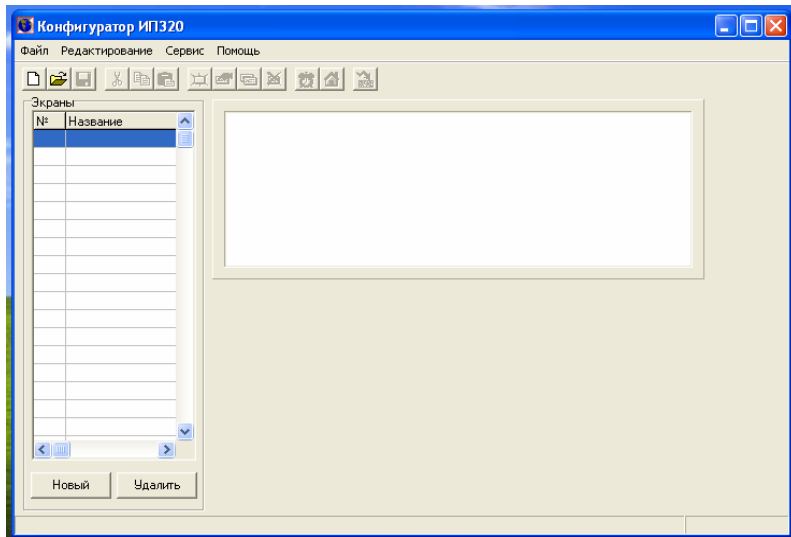 Конфигуратор ИП320
Файл Редактирование Сервис Помощь
Экраны
№ Название
Новый Удалить